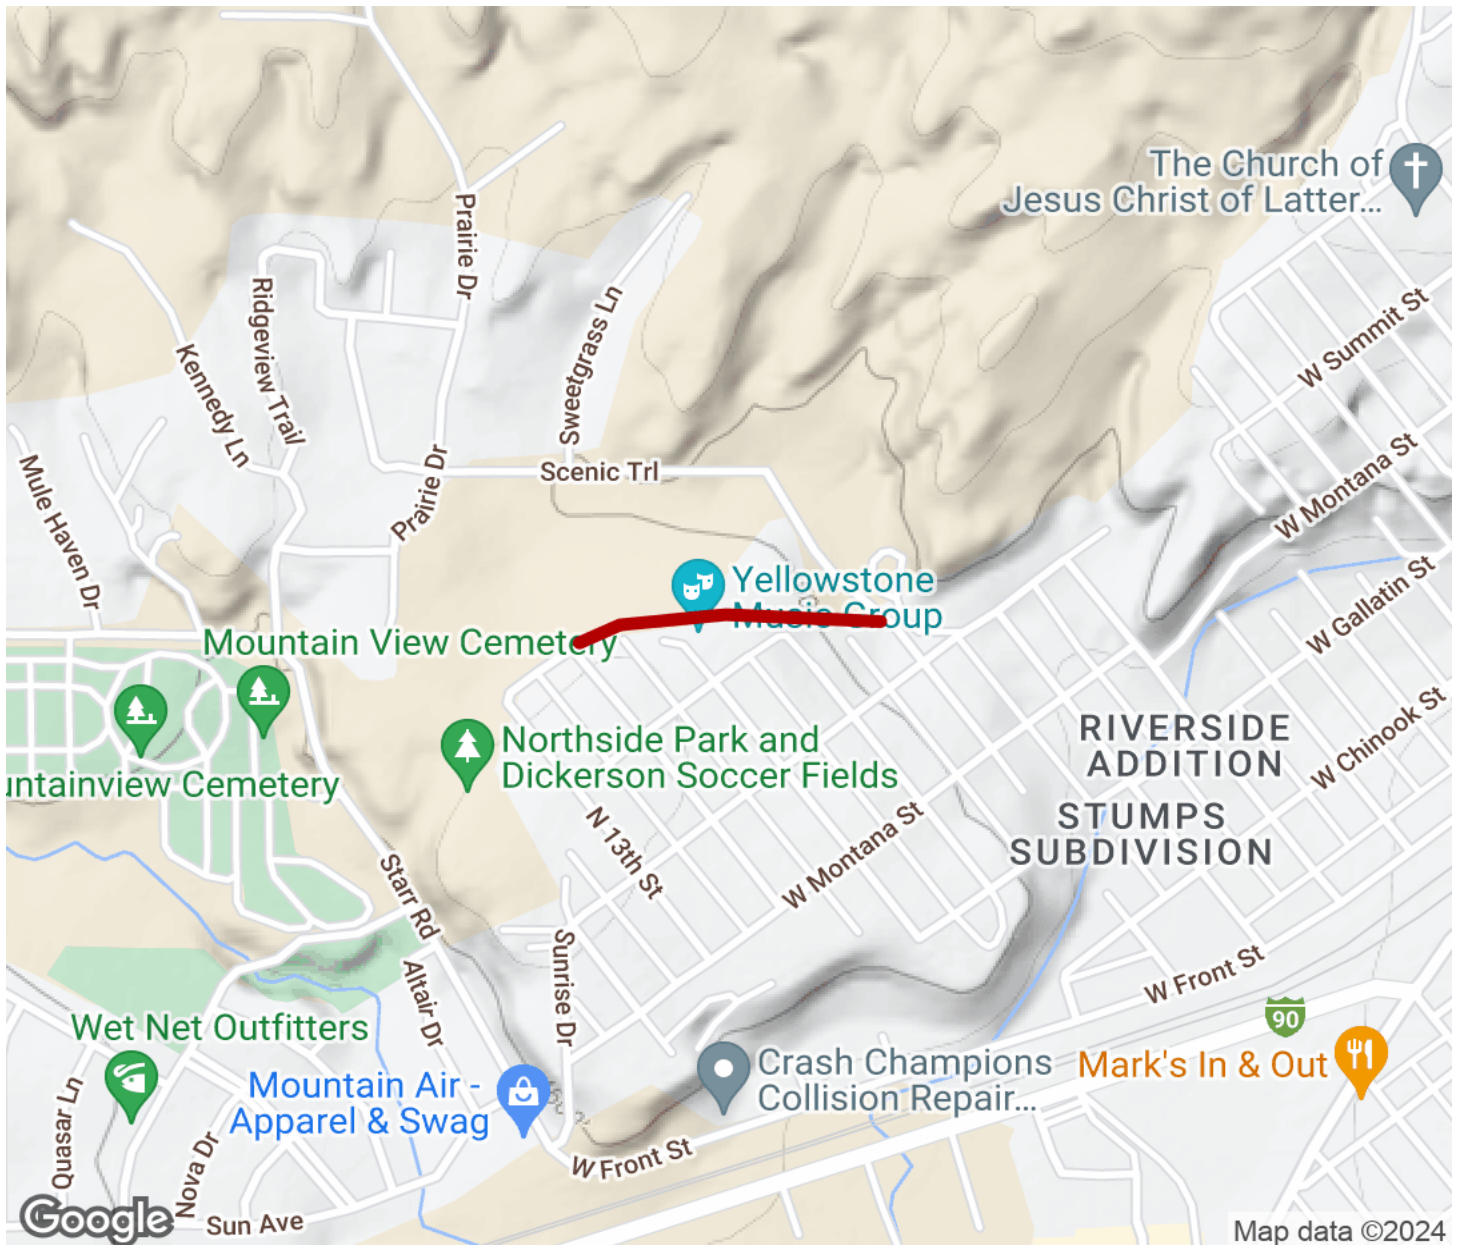 The Church of
Jesus Christ of Latter...
Prairie Dr
Ridgeview Trail
Sweetgrass Ln
W Summit St
Kennedy Ln
W Montana St
Mule Haven Dr
Prairie Dr
Scenic Trl
Yellowstone
Music Group
W Gallatin St
Mountain View Cemetery
W Chinook St
RIVERSIDE
ADDITION
Northside Park and
Dickerson Soccer Fields
untainview Cemetery
STUMPS
SUBDIVISION
N 13th St
W Montana St
Starr Rd
Sunrise Dr
Altair Dr
W Front St
90
Wet Net Outfitters
Crash Champions
Collision Repair...
Mark's In & Out
Mountain Air -
Apparel & Swag
Quasar Ln
Nova Dr
W Front St
Google
Sun Ave
Map data ©2024